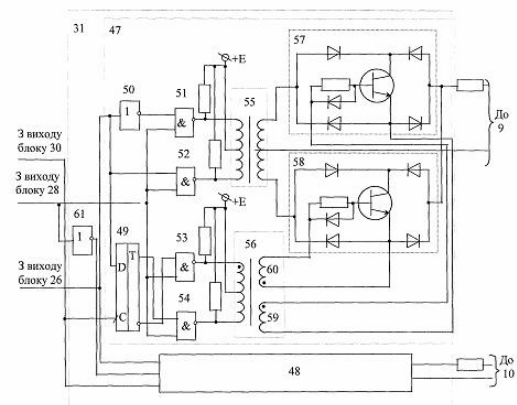 31
47
57
50
51
+E
55
1
&
До
9
З виходу
блоку 30
52
&
58
З виходу
блоку 28
+E
61
1
49
53
56
T
&
60
D
З виходу
блоку 26
54
59
C
&
48
До
10